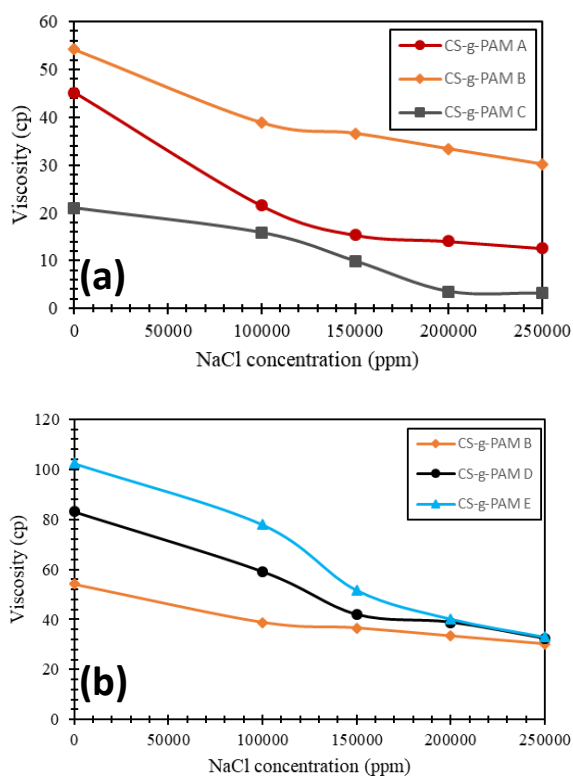 60
50
40
30
20
10
0
Viscosity (cp)
CS-g-PAM A
CS-g-PAM B
CS-g-PAM C
(a)
0 50000 100000 150000 200000 250000
NaCl concentration (ppm)
120
100
80
60
40
20
0
Viscosity (cp)
CS-g-PAM B
CS-g-PAM D
CS-g-PAM E
(b)
0 50000 100000 150000 200000 250000
NaCl concentration (ppm)